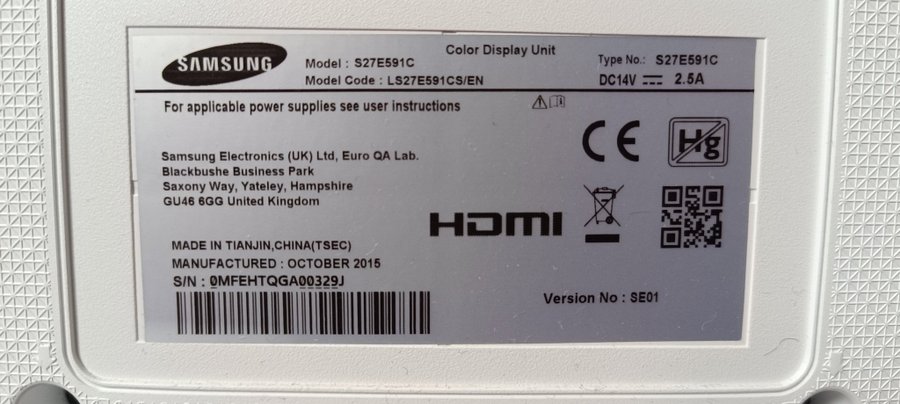 SAMSUNG
Color Display Unit
Model : S27E591C
Type No.: S27E591C
Model Code : LS27E591CS/EN
DC14V ⎓ 2.5A
For applicable power supplies see user instructions
CE
Hg
Samsung Electronics (UK) Ltd, Euro QA Lab.
Blackbushe Business Park
Saxony Way, Yateley, Hampshire
GU46 6GG United Kingdom
HDMI
MADE IN TIANJIN,CHINA(TSEC)
MANUFACTURED : OCTOBER 2015
S/N : 0MFEHTQGA00329J
Version No : SE01